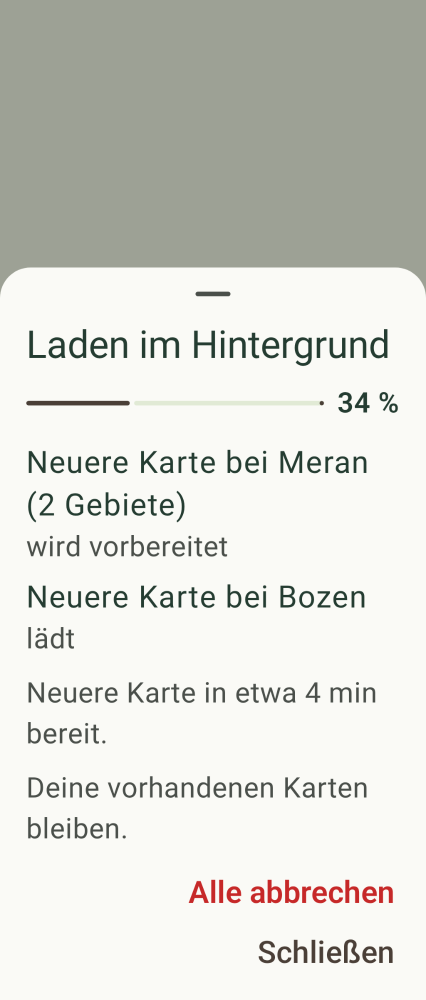 Laden im Hintergrund
34 %
Neuere Karte bei Meran
(2 Gebiete)
wird vorbereitet
Neuere Karte bei Bozen
lädt
Neuere Karte in etwa 4 min
bereit.
Deine vorhandenen Karten
bleiben.
Alle abbrechen
Schließen